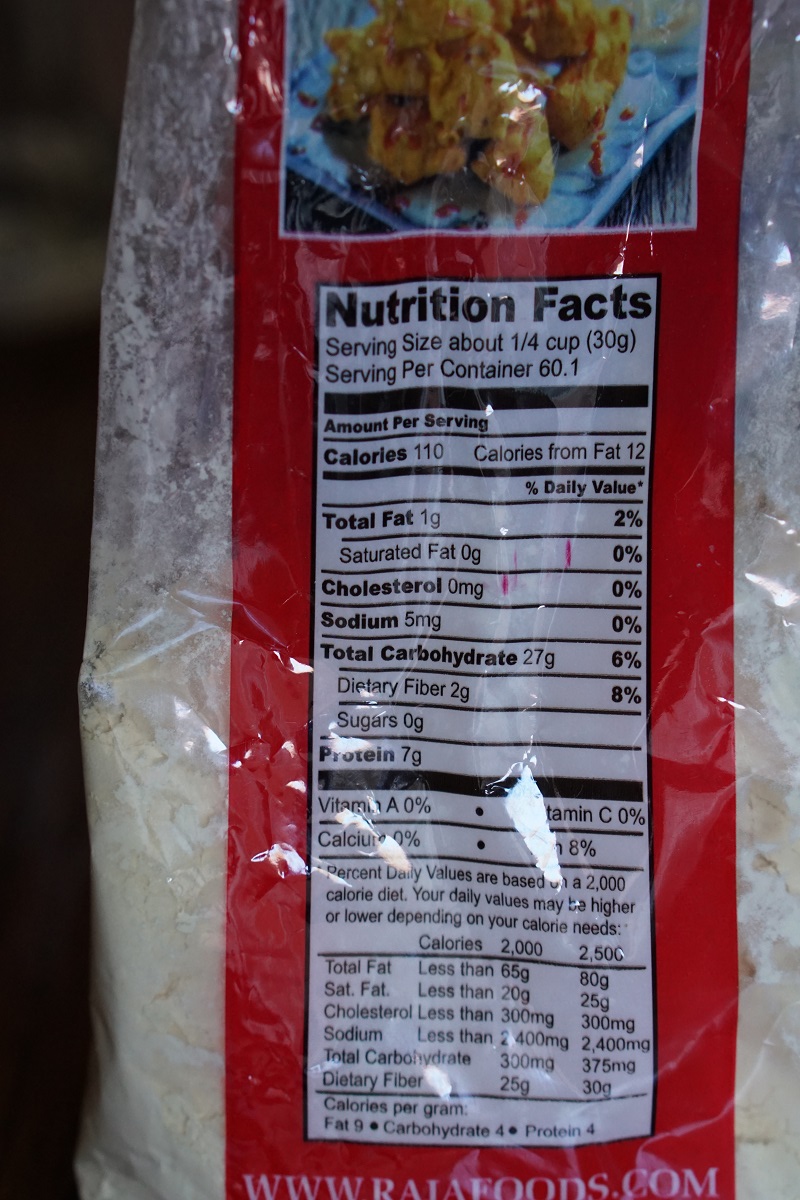 Nutrition Facts
Serving Size about 1/4 cup (30g)
Serving Per Container 60.1
Amount Per Serving
Calories 110 Calories from Fat 12
% Daily Value*
Total Fat 1g 2%
Saturated Fat 0g 0%
Cholesterol 0mg 0%
Sodium 5mg 0%
Total Carbohydrate 27g 6%
Dietary Fiber 2g 8%
Sugars 0g
Protein 7g
Vitamin A 0% • tamin C 0%
Calcium 0% • n 8%
* Percent Daily Values are based on a 2,000
calorie diet. Your daily values may be higher
or lower depending on your calorie needs:
Calories 2,000 2,500
Total Fat Less than 65g 80g
Sat. Fat. Less than 20g 25g
Cholesterol Less than 300mg 300mg
Sodium Less than 2,400mg 2,400mg
Total Carbohydrate 300mg 375mg
Dietary Fiber 25g 30g
Calories per gram:
Fat 9 • Carbohydrate 4 • Protein 4
WWW.RAJAFOODS.COM